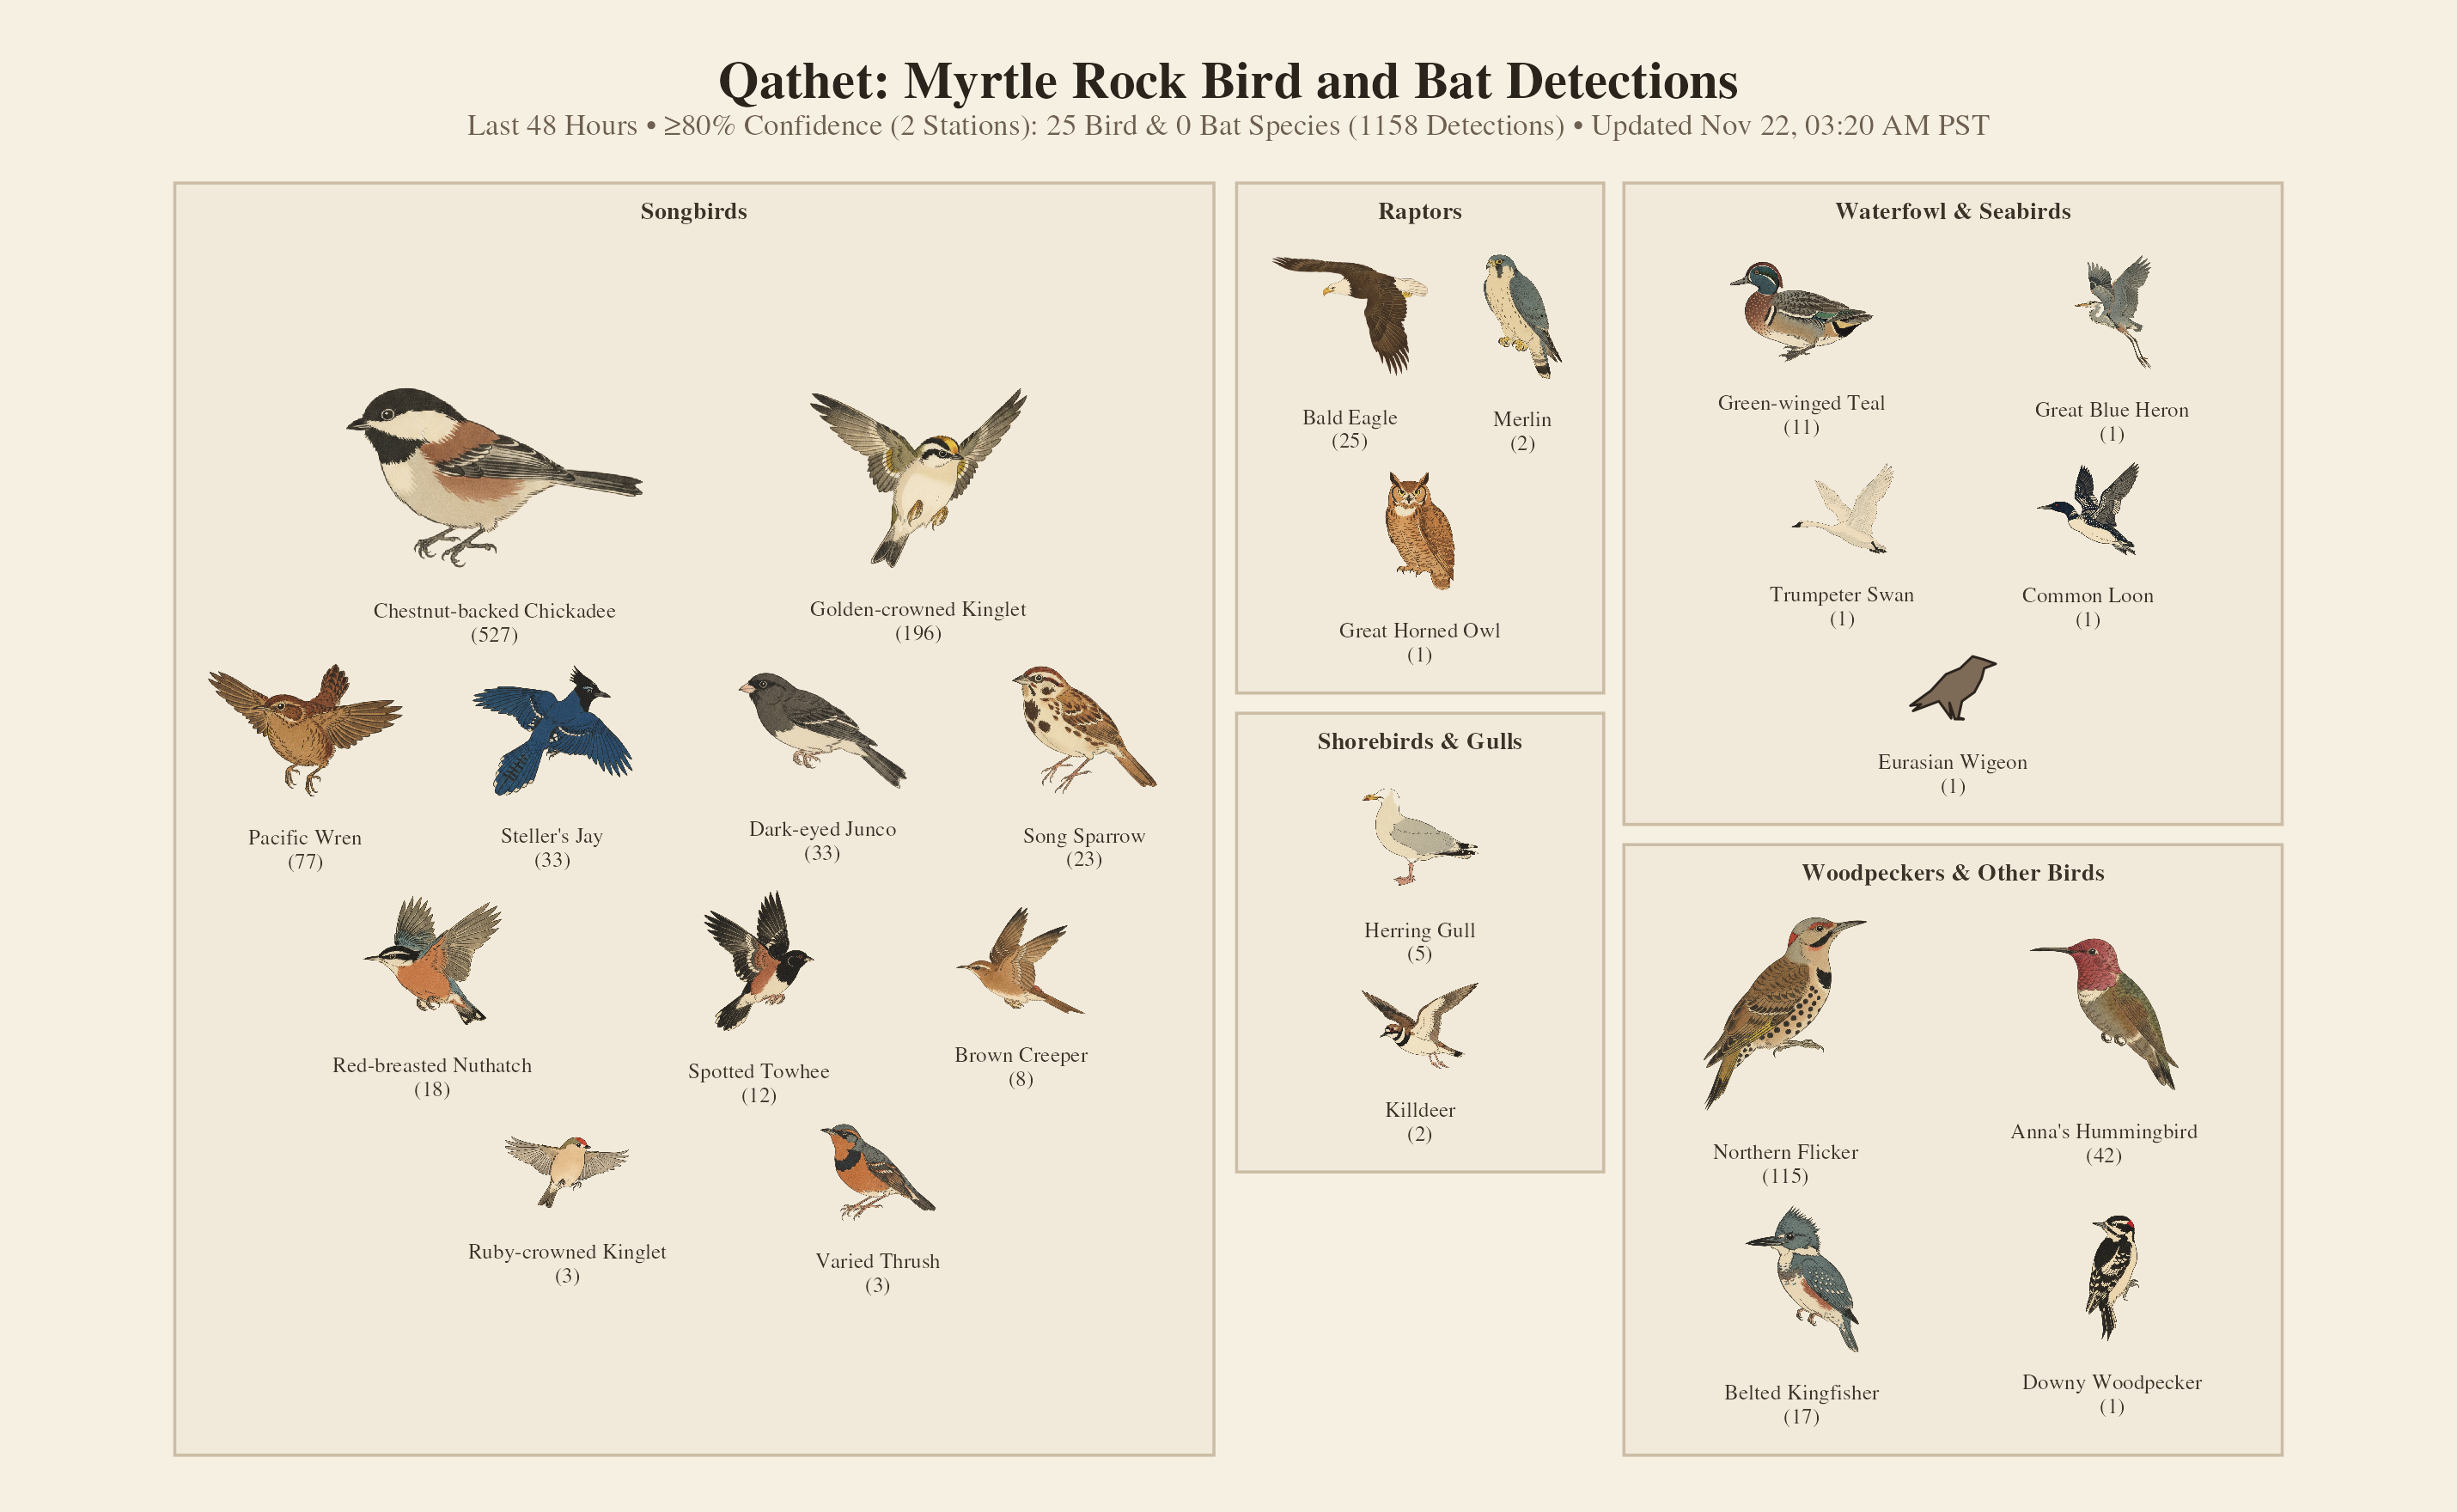 Qathet: Myrtle Rock Bird and Bat Detections
Last 48 Hours • ≥80% Confidence (2 Stations): 25 Bird & 0 Bat Species (1158 Detections) • Updated Nov 22, 03:20 AM PST
Songbirds
Chestnut-backed Chickadee
(527)
Golden-crowned Kinglet
(196)
Pacific Wren
(77)
Steller's Jay
(33)
Dark-eyed Junco
(33)
Song Sparrow
(23)
Red-breasted Nuthatch
(18)
Spotted Towhee
(12)
Brown Creeper
(8)
Ruby-crowned Kinglet
(3)
Varied Thrush
(3)
Raptors
Bald Eagle
(25)
Merlin
(2)
Great Horned Owl
(1)
Shorebirds & Gulls
Herring Gull
(5)
Killdeer
(2)
Waterfowl & Seabirds
Green-winged Teal
(11)
Great Blue Heron
(1)
Trumpeter Swan
(1)
Common Loon
(1)
Eurasian Wigeon
(1)
Woodpeckers & Other Birds
Northern Flicker
(115)
Anna's Hummingbird
(42)
Belted Kingfisher
(17)
Downy Woodpecker
(1)